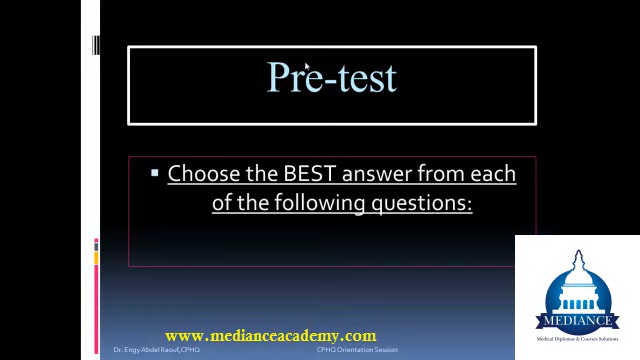 Pre-test
Choose the BEST answer from each
of the following questions:
MEDIANCE
Medical Diplomas & Courses Solutions
www.medianceacademy.com
Dr. Engy Abdel Raouf,CPHQ
CPHQ Orientation Session